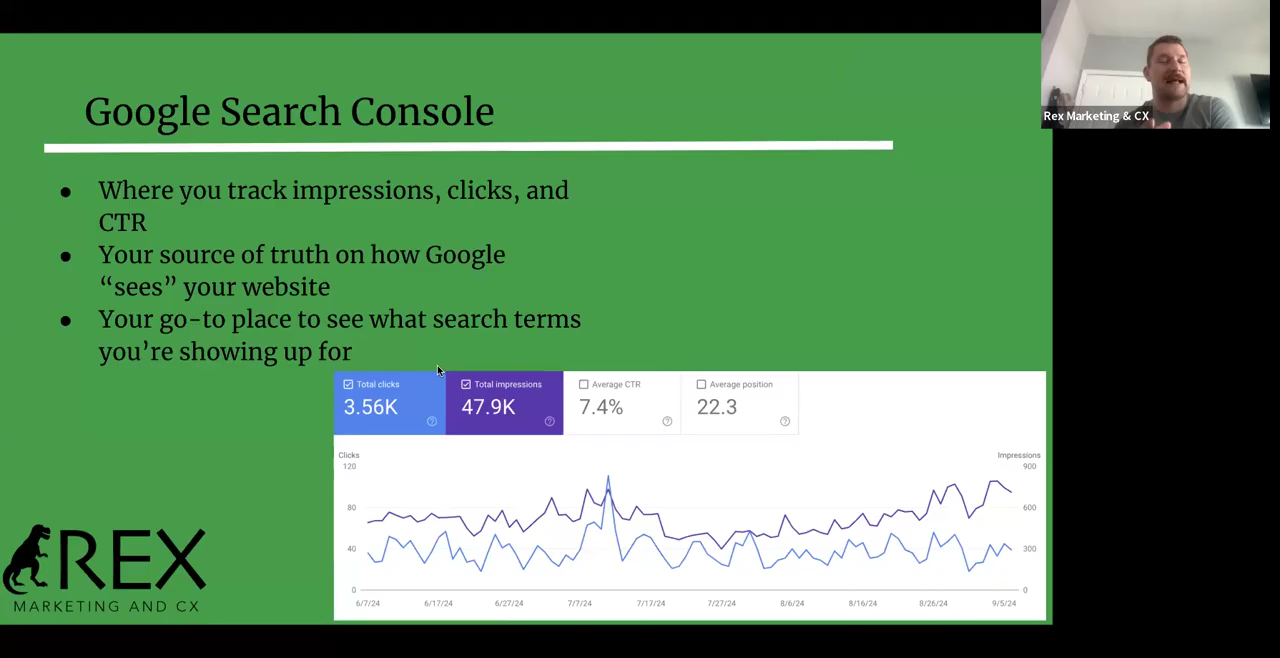 Google Search Console
Rex Marketing & CX
● Where you track impressions, clicks, and
CTR
● Your source of truth on how Google
“sees” your website
● Your go-to place to see what search terms
you’re showing up for
Total clicks
3.56K
Total impressions
47.9K
Average CTR
7.4%
Average position
22.3
Clicks
Impressions
120
80
40
0
900
600
300
0
6/7/24 6/17/24 6/27/24 7/7/24 7/17/24 7/27/24 8/6/24 8/16/24 8/26/24 9/5/24
REX
MARKETING AND CX